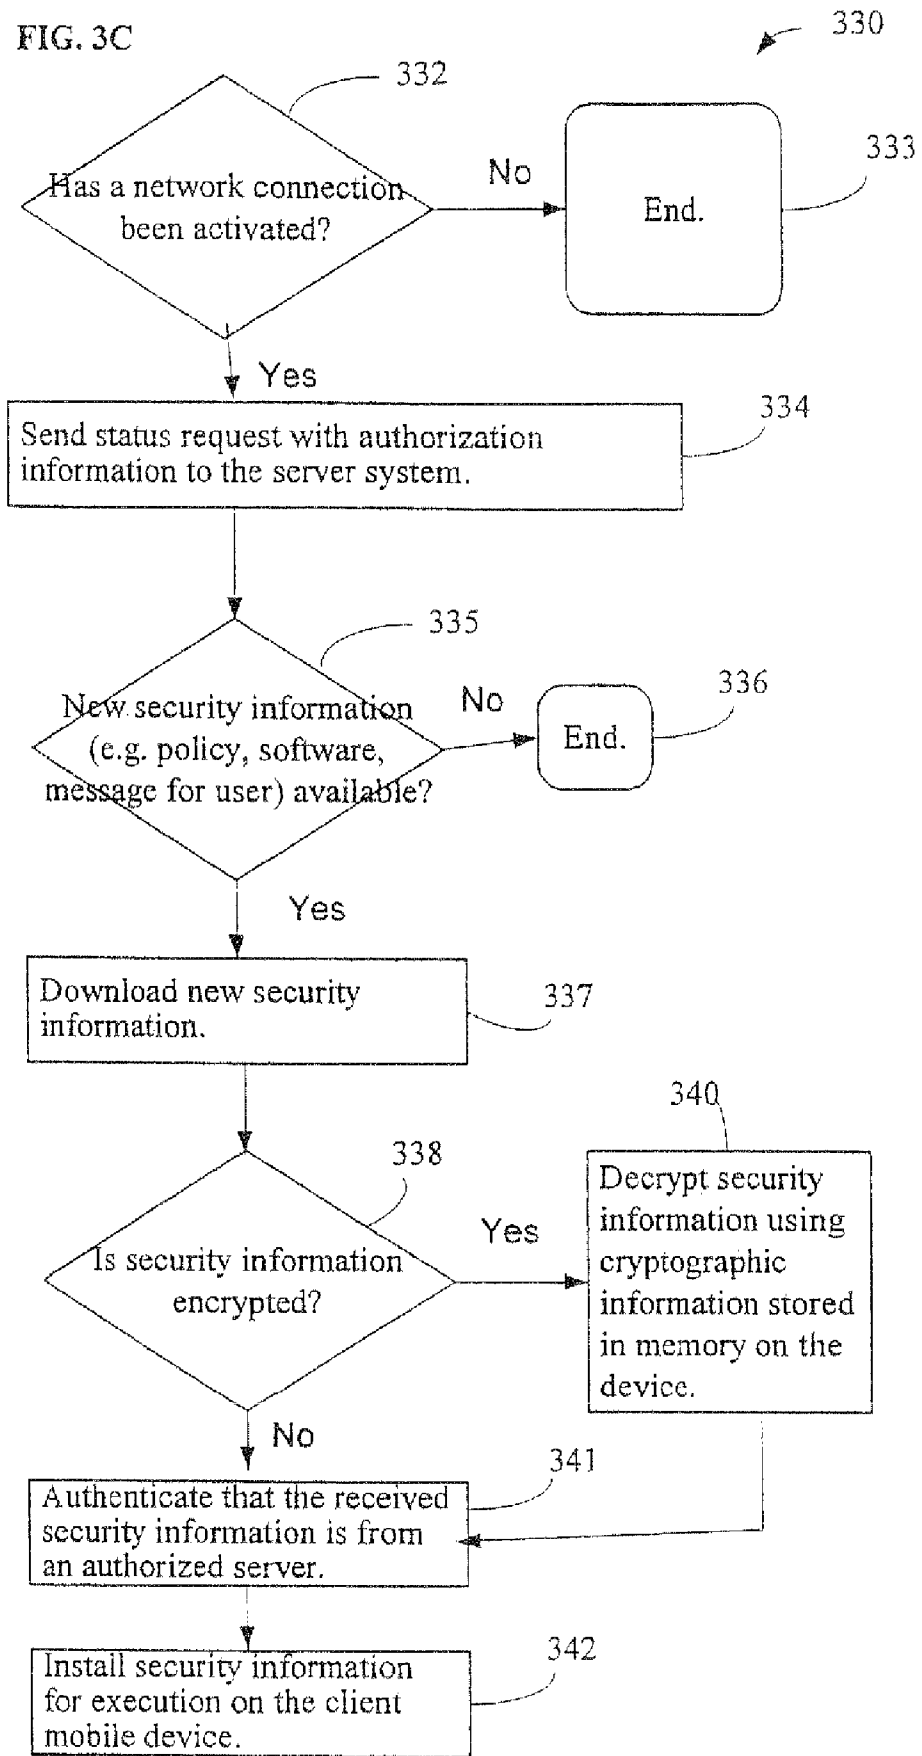 FIG. 3C
330
332
Has a network connection
been activated?
No
End.
333
Yes
334
Send status request with authorization
information to the server system.
335
New security information
(e.g. policy, software,
message for user) available?
No
End.
336
Yes
Download new security
information.
337
338
Is security information
encrypted?
Yes
340
Decrypt security
information using
cryptographic
information stored
in memory on the
device.
No
341
Authenticate that the received
security information is from
an authorized server.
342
Install security information
for execution on the client
mobile device.